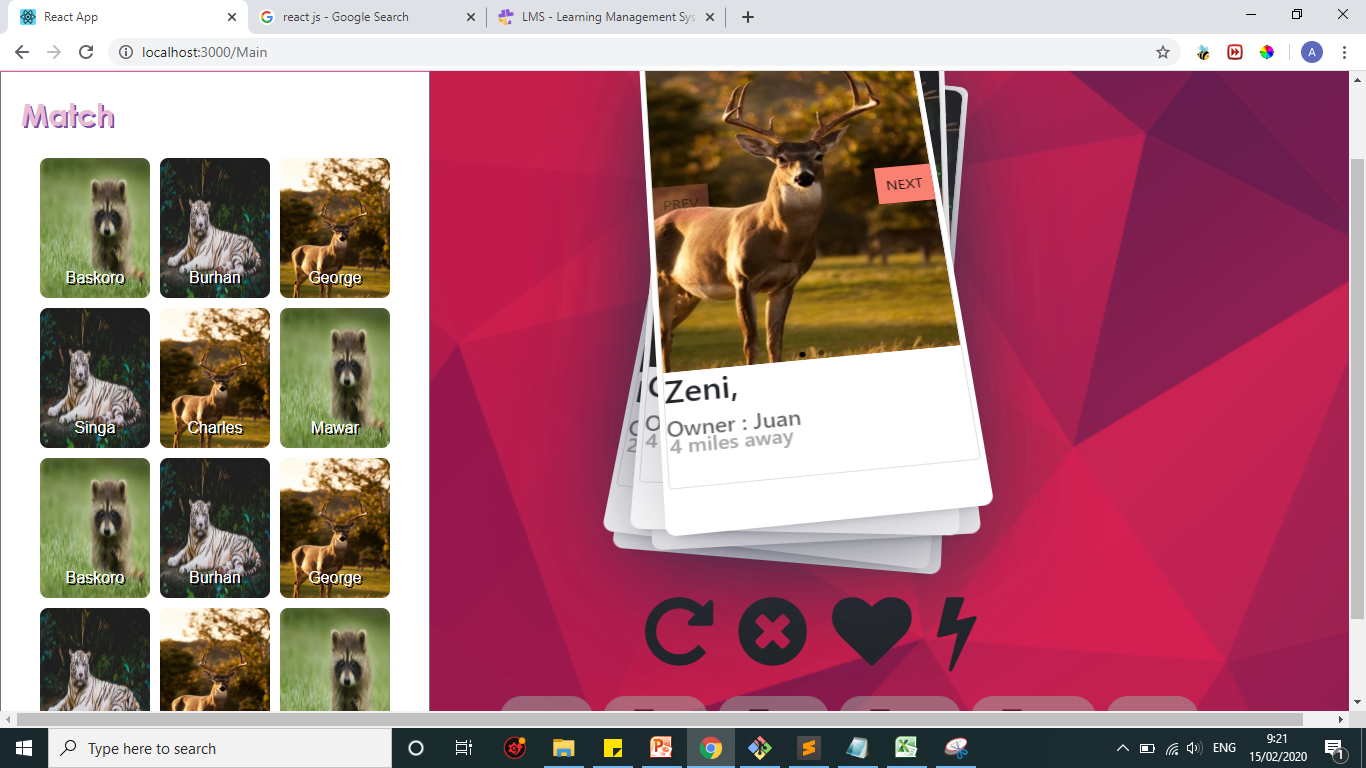 React App
react js - Google Search
LMS - Learning Management Sys
localhost:3000/Main
Match
Baskoro
Burhan
George
Singa
Charles
Mawar
Baskoro
Burhan
George
PREV
NEXT
Zeni,
Owner : Juan
4 miles away
Type here to search
ENG
9:21
15/02/2020
A
1